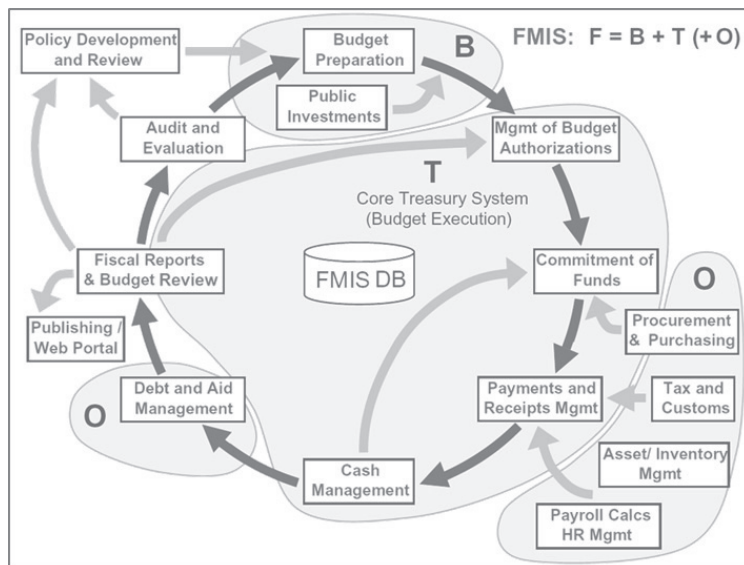 FMIS: F = B + T (+ O)
Policy Development
and Review
Budget
Preparation
B
Public
Investments
Audit and
Evaluation
Mgmt of Budget
Authorizations
T
Core Treasury System
(Budget Execution)
Fiscal Reports
& Budget Review
FMIS DB
Commitment of
Funds
O
Publishing /
Web Portal
Procurement
& Purchasing
Debt and Aid
Management
O
Payments and
Receipts Mgmt
Tax and
Customs
Cash
Management
Asset/ Inventory
Mgmt
Payroll Calcs
HR Mgmt